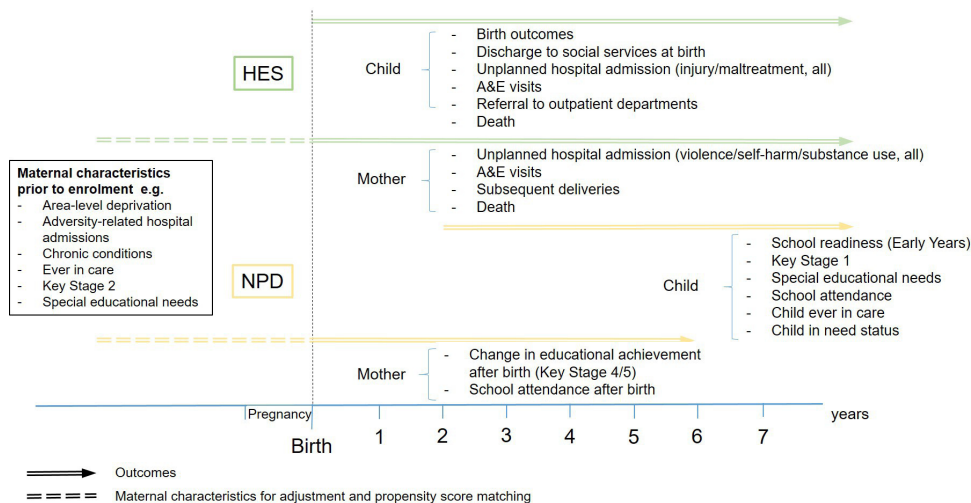 HES
Child
- Birth outcomes
- Discharge to social services at birth
- Unplanned hospital admission (injury/maltreatment, all)
- A&E visits
- Referral to outpatient departments
- Death
Mother
- Unplanned hospital admission (violence/self-harm/substance use, all)
- A&E visits
- Subsequent deliveries
- Death
Maternal characteristics
prior to enrolment e.g.
- Area-level deprivation
- Adversity-related hospital
admissions
- Chronic conditions
- Ever in care
- Key Stage 2
- Special educational needs
NPD
Child
- School readiness (Early Years)
- Key Stage 1
- Special educational needs
- School attendance
- Child ever in care
- Child in need status
Mother
- Change in educational achievement
after birth (Key Stage 4/5)
- School attendance after birth
Pregnancy
years
Birth
1 2 3 4 5 6 7
Outcomes
Maternal characteristics for adjustment and propensity score matching